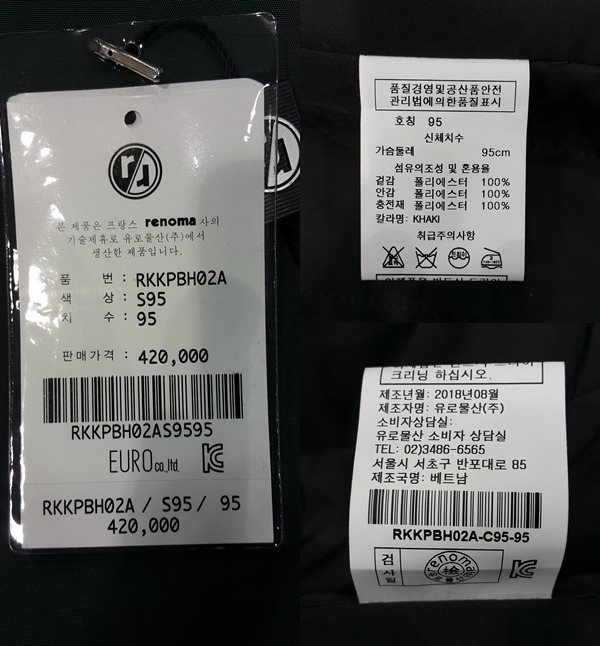 본 제품은 프랑스 renoma 사의
기술제휴로 유로물산(주)에서
생산한 제품입니다.
품 번 : RKKPBH02A
색 상 : S95
치 수 : 95
판매가격 : 420,000
RKKPBH02AS9595
EURO co.,ltd.
RKKPBH02A / S95 / 95
420,000
품질경영및공산품안전
관리법에의한품질표시
호칭 95
신체치수
가슴둘레 95cm
섬유의조성 및 혼용율
겉감 폴리에스터 100%
안감 폴리에스터 100%
충전재 폴리에스터 100%
칼라명: KHAKI
취급주의사항
크리닝 하십시오.
제조년월: 2018년08월
제조자명: 유로물산(주)
소비자상담실:
유로물산 소비자 상담실
TEL: 02)3486-6565
서울시 서초구 반포대로 85
제조국명: 베트남
RKKPBH02A-C95-95
검사필
renoma